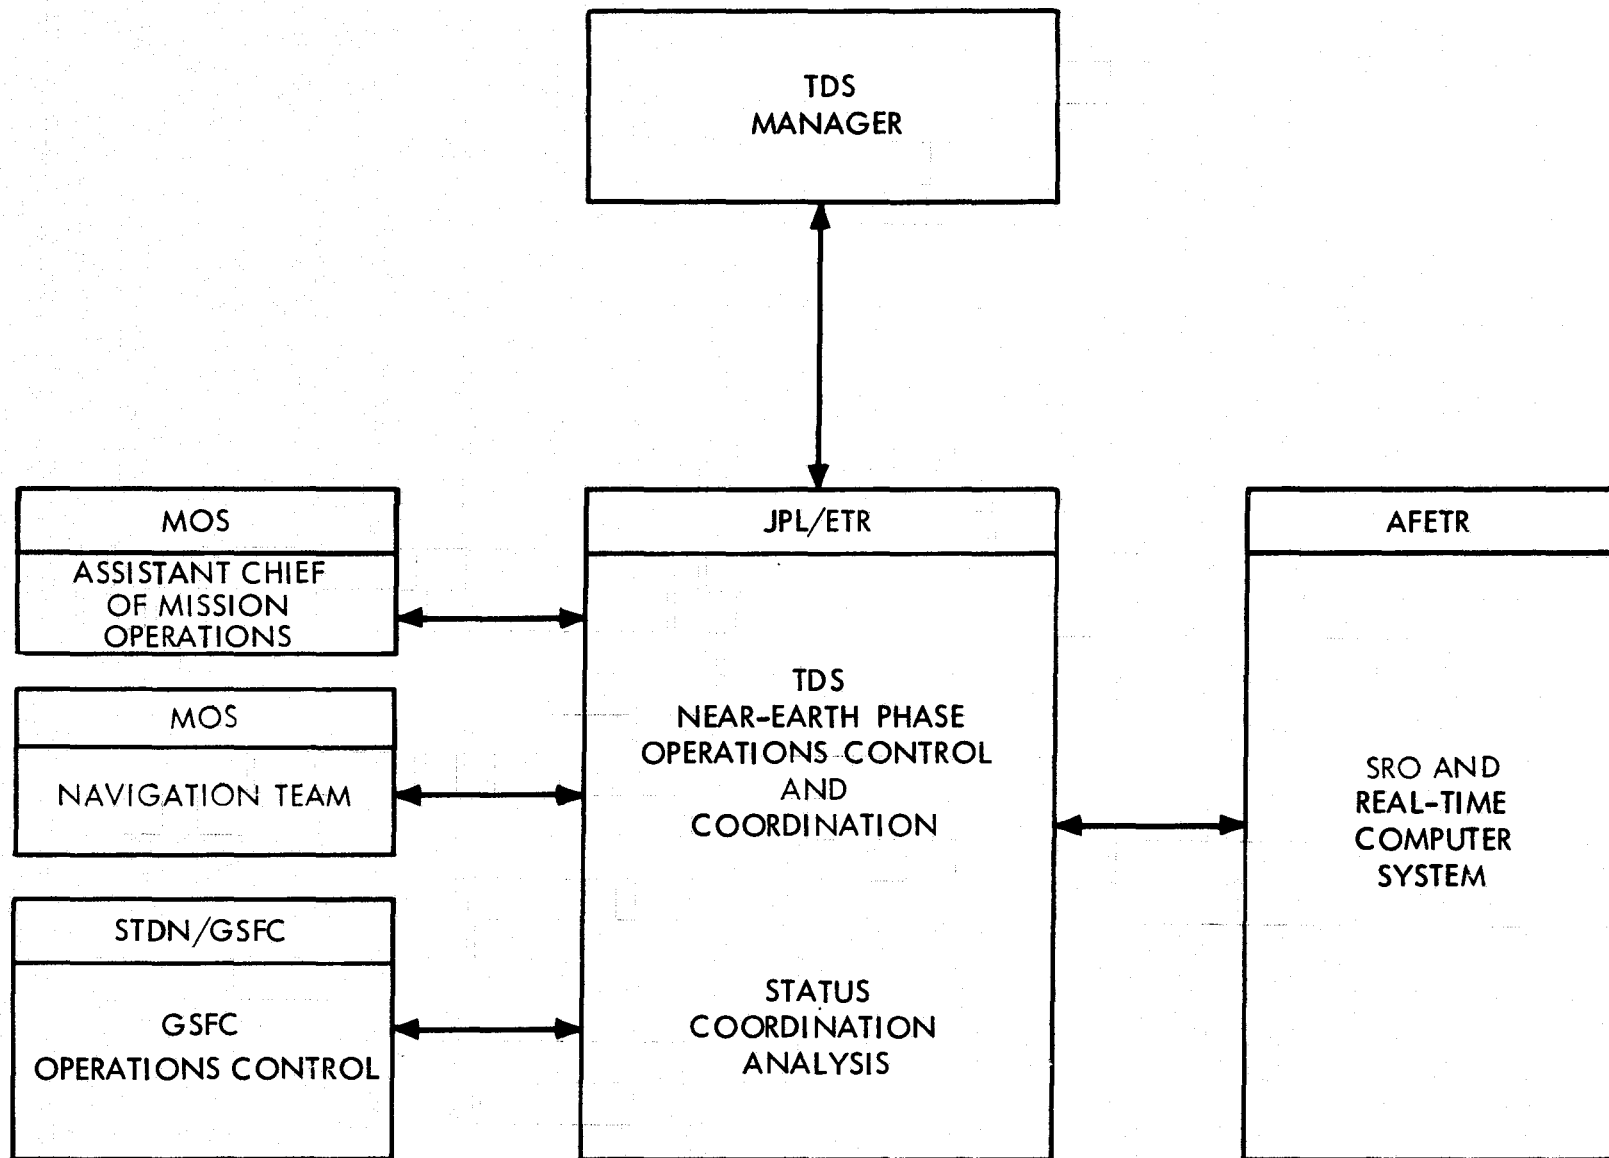 TDS
MANAGER
MOS
ASSISTANT CHIEF
OF MISSION
OPERATIONS
MOS
NAVIGATION TEAM
STDN/GSFC
GSFC
OPERATIONS CONTROL
JPL/ETR
TDS
NEAR-EARTH PHASE
OPERATIONS CONTROL
AND
COORDINATION
STATUS
COORDINATION
ANALYSIS
AFETR
SRO AND
REAL-TIME
COMPUTER
SYSTEM